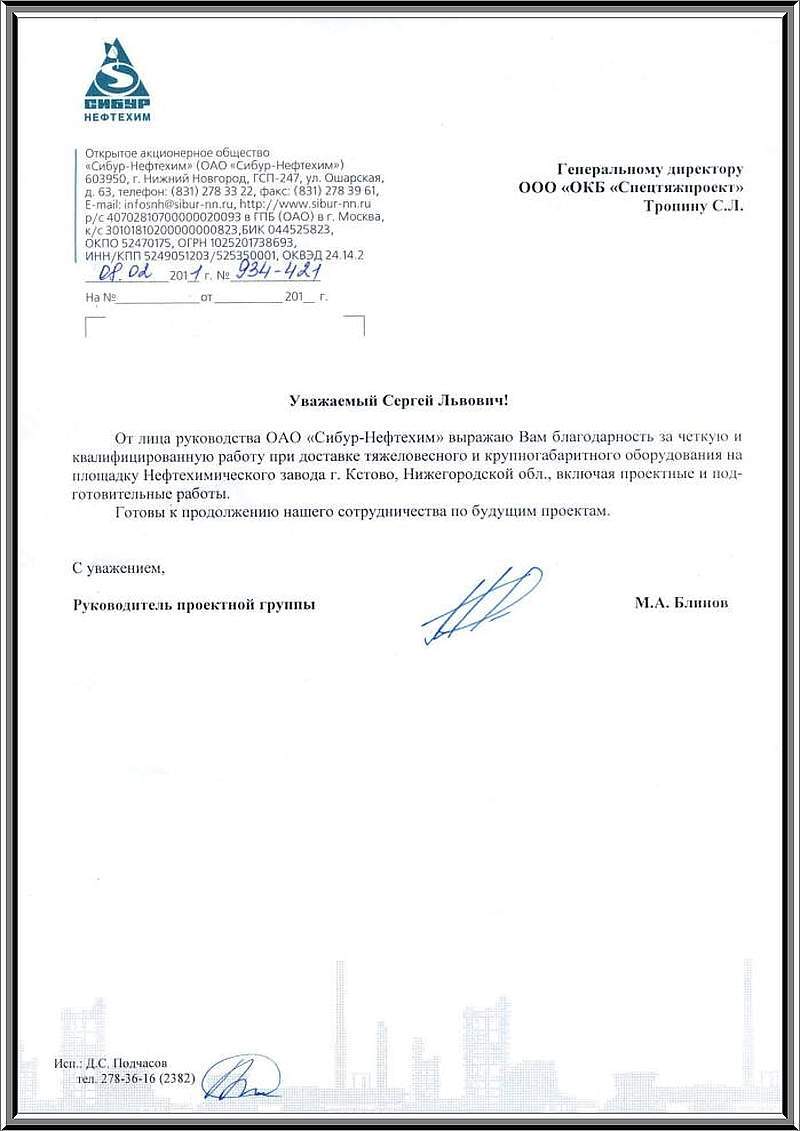 СИБУР
НЕФТЕХИМ
Открытое акционерное общество
«Сибур-Нефтехим» (ОАО «Сибур-Нефтехим»)
603950, г. Нижний Новгород, ГСП-247, ул. Ошарская,
д. 63, телефон: (831) 278 33 22, факс: (831) 278 39 61,
E-mail: infosnh@sibur-nn.ru, http://www.sibur-nn.ru
р/с 40702810700000020093 в ГПБ (ОАО) в г. Москва,
к/с 30101810200000000823,БИК 044525823,
ОКПО 52470175, ОГРН 1025201738693,
ИНН/КПП 5249051203/525350001, ОКВЭД 24.14.2
08.02 2011 г. № 934-421
На №____________от __________ 201__ г.
Генеральному директору
ООО «ОКБ «Спецтяжпроект»
Тропину С.Л.
Уважаемый Сергей Львович!
От лица руководства ОАО «Сибур-Нефтехим» выражаю Вам благодарность за четкую и
квалифицированную работу при доставке тяжеловесного и крупногабаритного оборудования на
площадку Нефтехимического завода г. Кстово, Нижегородской обл., включая проектные и под-
готовительные работы.
Готовы к продолжению нашего сотрудничества по будущим проектам.
С уважением,
Руководитель проектной группы М.А. Блинов
Исп.: Д.С. Подчасов
тел. 278-36-16 (2382)